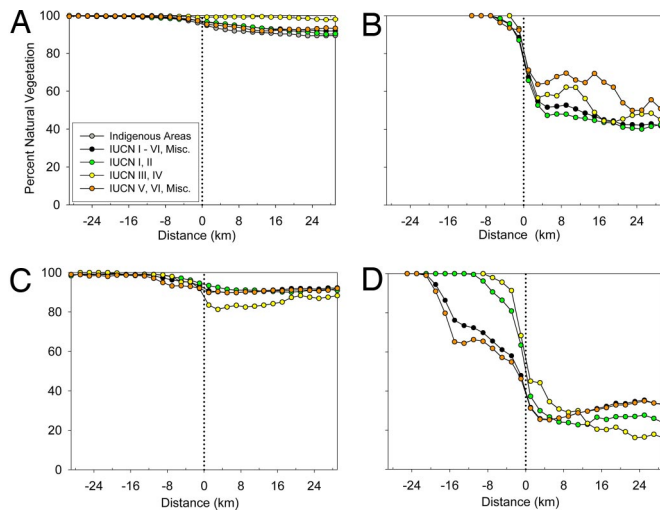 A
B
100
80
60
40
20
0
Percent Natural Vegetation
Indigenous Areas
IUCN I - VI, Misc.
IUCN I, II
IUCN III, IV
IUCN V, VI, Misc.
-24 -16 -8 0 8 16 24
Distance (km)
-24 -16 -8 0 8 16 24
Distance (km)
C
D
100
80
60
40
20
0
-24 -16 -8 0 8 16 24
Distance (km)
-24 -16 -8 0 8 16 24
Distance (km)